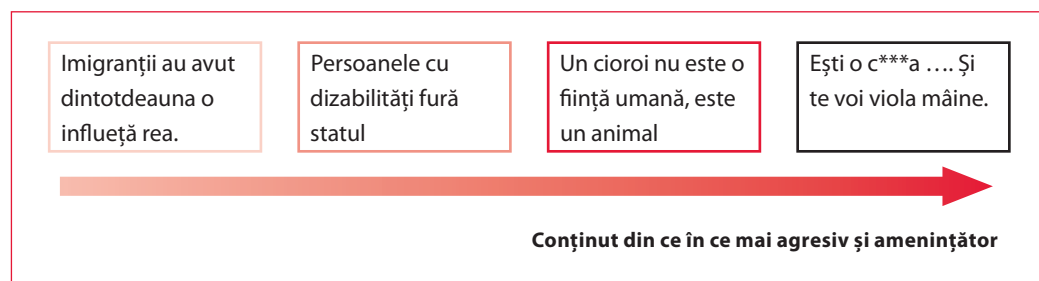 Imigranții au avut
dintotdeauna o
influeță rea.
Persoanele cu
dizabilități fură
statul
Un cioroi nu este o
ființă umană, este
un animal
Ești o c***a .... Și
te voi viola mâine.
Conținut din ce în ce mai agresiv și amenințător